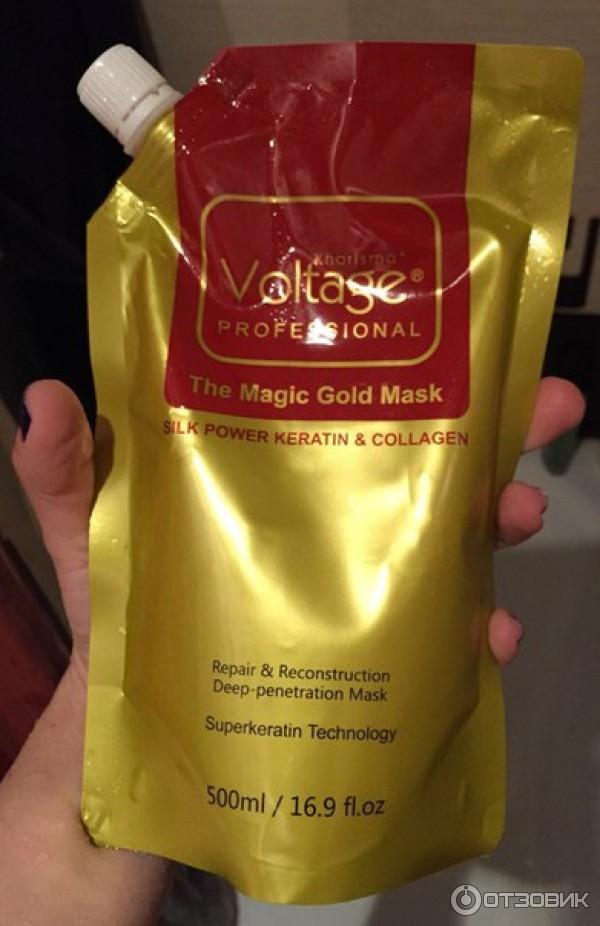 Kharisma®
Voltage®
PROFESSIONAL
The Magic Gold Mask
SILK POWER KERATIN & COLLAGEN
Repair & Reconstruction
Deep-penetration Mask
Superkeratin Technology
500ml / 16.9 fl.oz
ОТЗОВИК